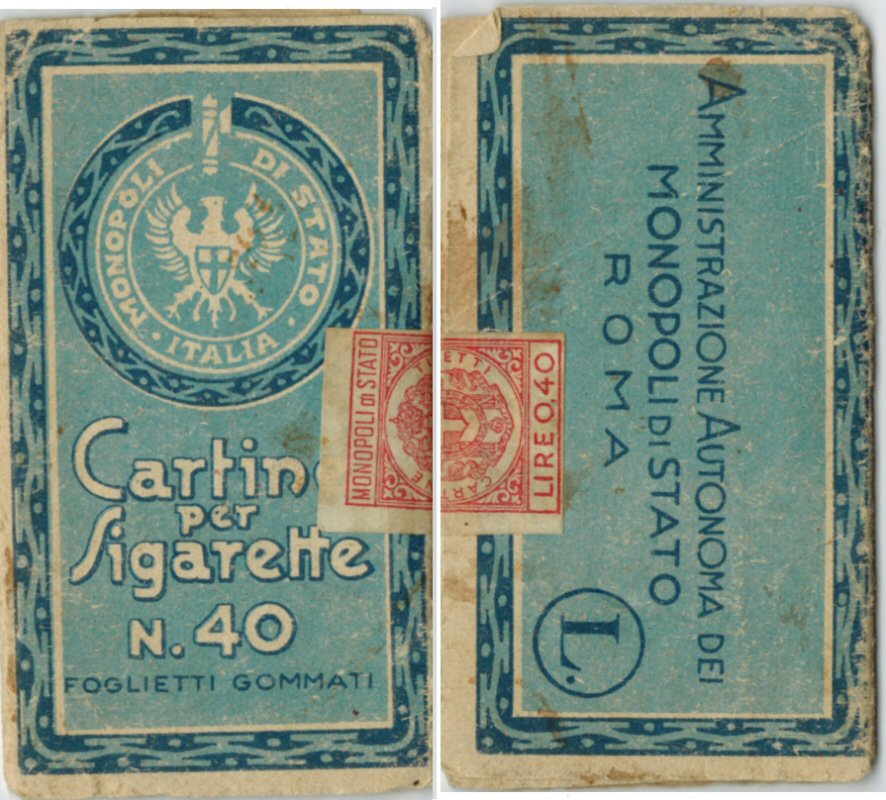 MONOPOLI DI STATO
· ITALIA ·
Cartin
per
Sigarette
N. 40
FOGLIETTI GOMMATI
MONOPOLI DI STATO
CARTINE
LIRE 0,40
AMMINISTRAZIONE AUTONOMA DEI
MONOPOLI DI STATO
ROMA
L.